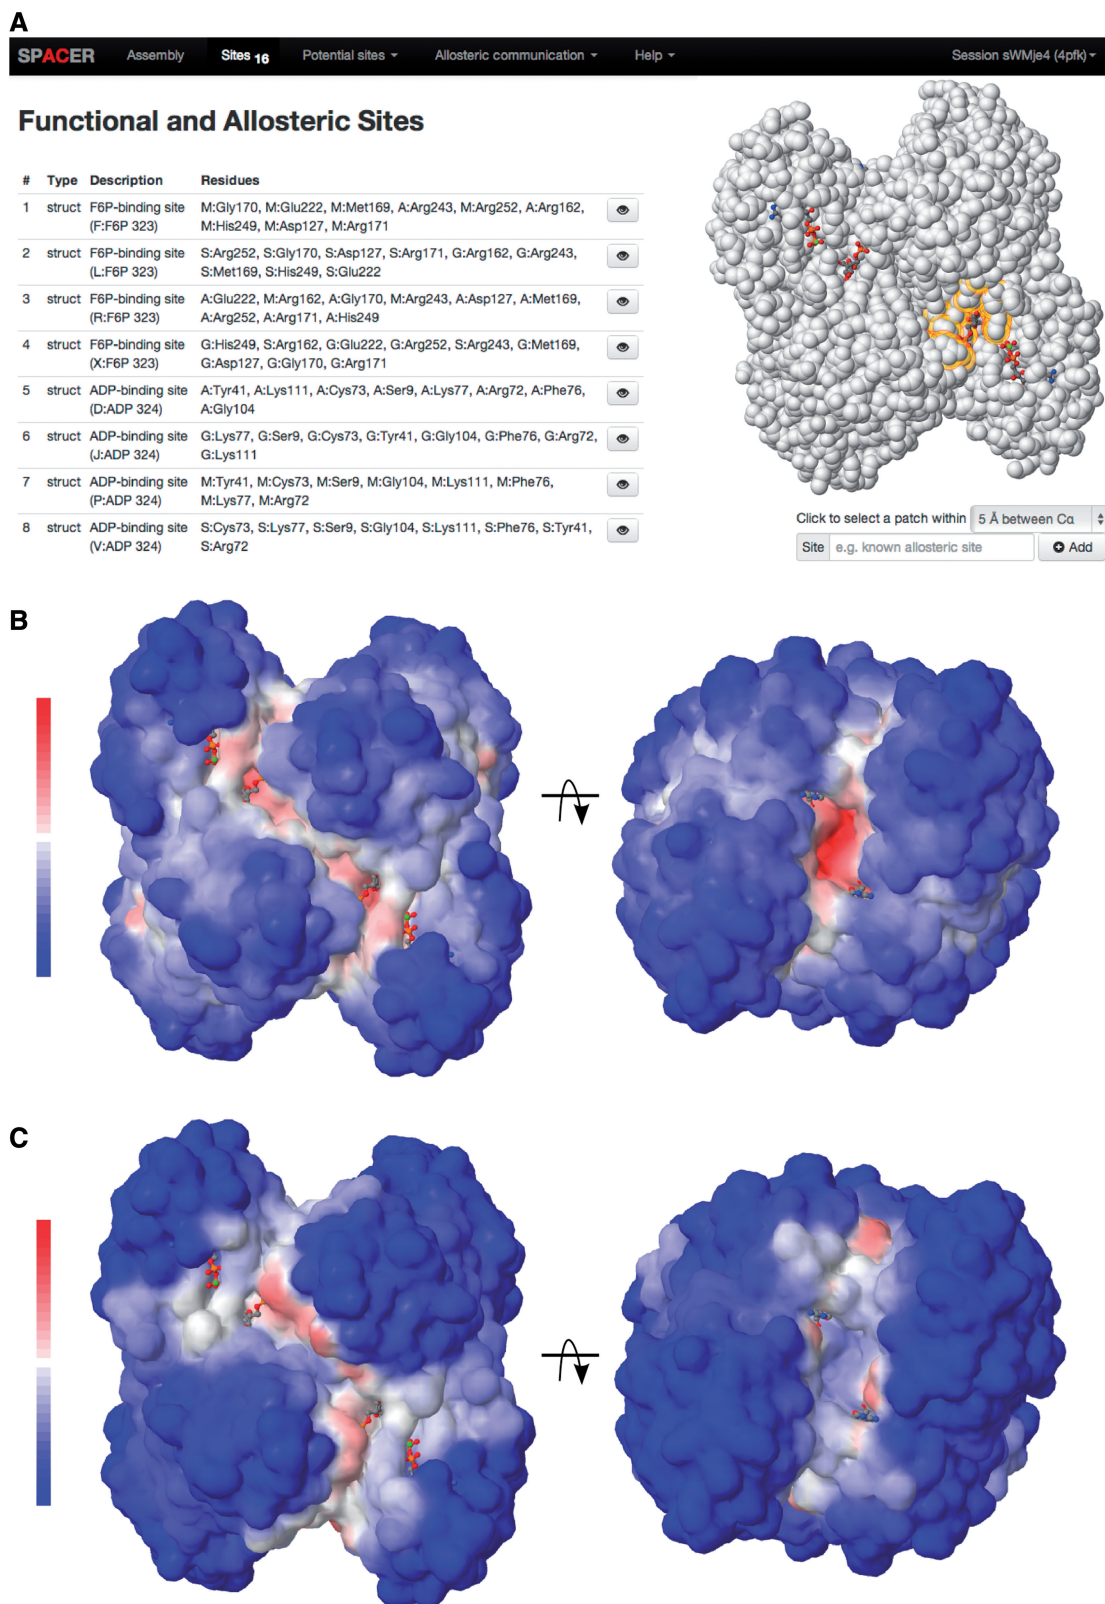 A
SPACER Assembly Sites 16 Potential sites Allosteric communication Help Session sWMje4 (4pfk)
Functional and Allosteric Sites
# Type Description Residues
1 struct F6P-binding site M:Gly170, M:Glu222, M:Met169, A:Arg243, M:Arg252, A:Arg162,
(F:F6P 323) M:His249, M:Asp127, M:Arg171
2 struct F6P-binding site S:Arg252, S:Gly170, S:Asp127, S:Arg171, G:Arg162, G:Arg243,
(L:F6P 323) S:Met169, S:His249, S:Glu222
3 struct F6P-binding site A:Glu222, M:Arg162, A:Gly170, M:Arg243, A:Asp127, A:Met169,
(R:F6P 323) A:Arg252, A:Arg171, A:His249
4 struct F6P-binding site G:His249, S:Arg162, G:Glu222, G:Arg252, S:Arg243, G:Met169,
(X:F6P 323) G:Asp127, G:Gly170, G:Arg171
5 struct ADP-binding site A:Tyr41, A:Lys111, A:Cys73, A:Ser9, A:Lys77, A:Arg72, A:Phe76,
(D:ADP 324) A:Gly104
6 struct ADP-binding site G:Lys77, G:Ser9, G:Cys73, G:Tyr41, G:Gly104, G:Phe76, G:Arg72,
(J:ADP 324) G:Lys111
7 struct ADP-binding site M:Tyr41, M:Cys73, M:Ser9, M:Gly104, M:Lys111, M:Phe76,
(P:ADP 324) M:Lys77, M:Arg72
8 struct ADP-binding site S:Cys73, S:Lys77, S:Ser9, S:Gly104, S:Lys111, S:Phe76, S:Tyr41,
(V:ADP 324) S:Arg72
Click to select a patch within 5 Å between Cα
Site e.g. known allosteric site Add
B
C